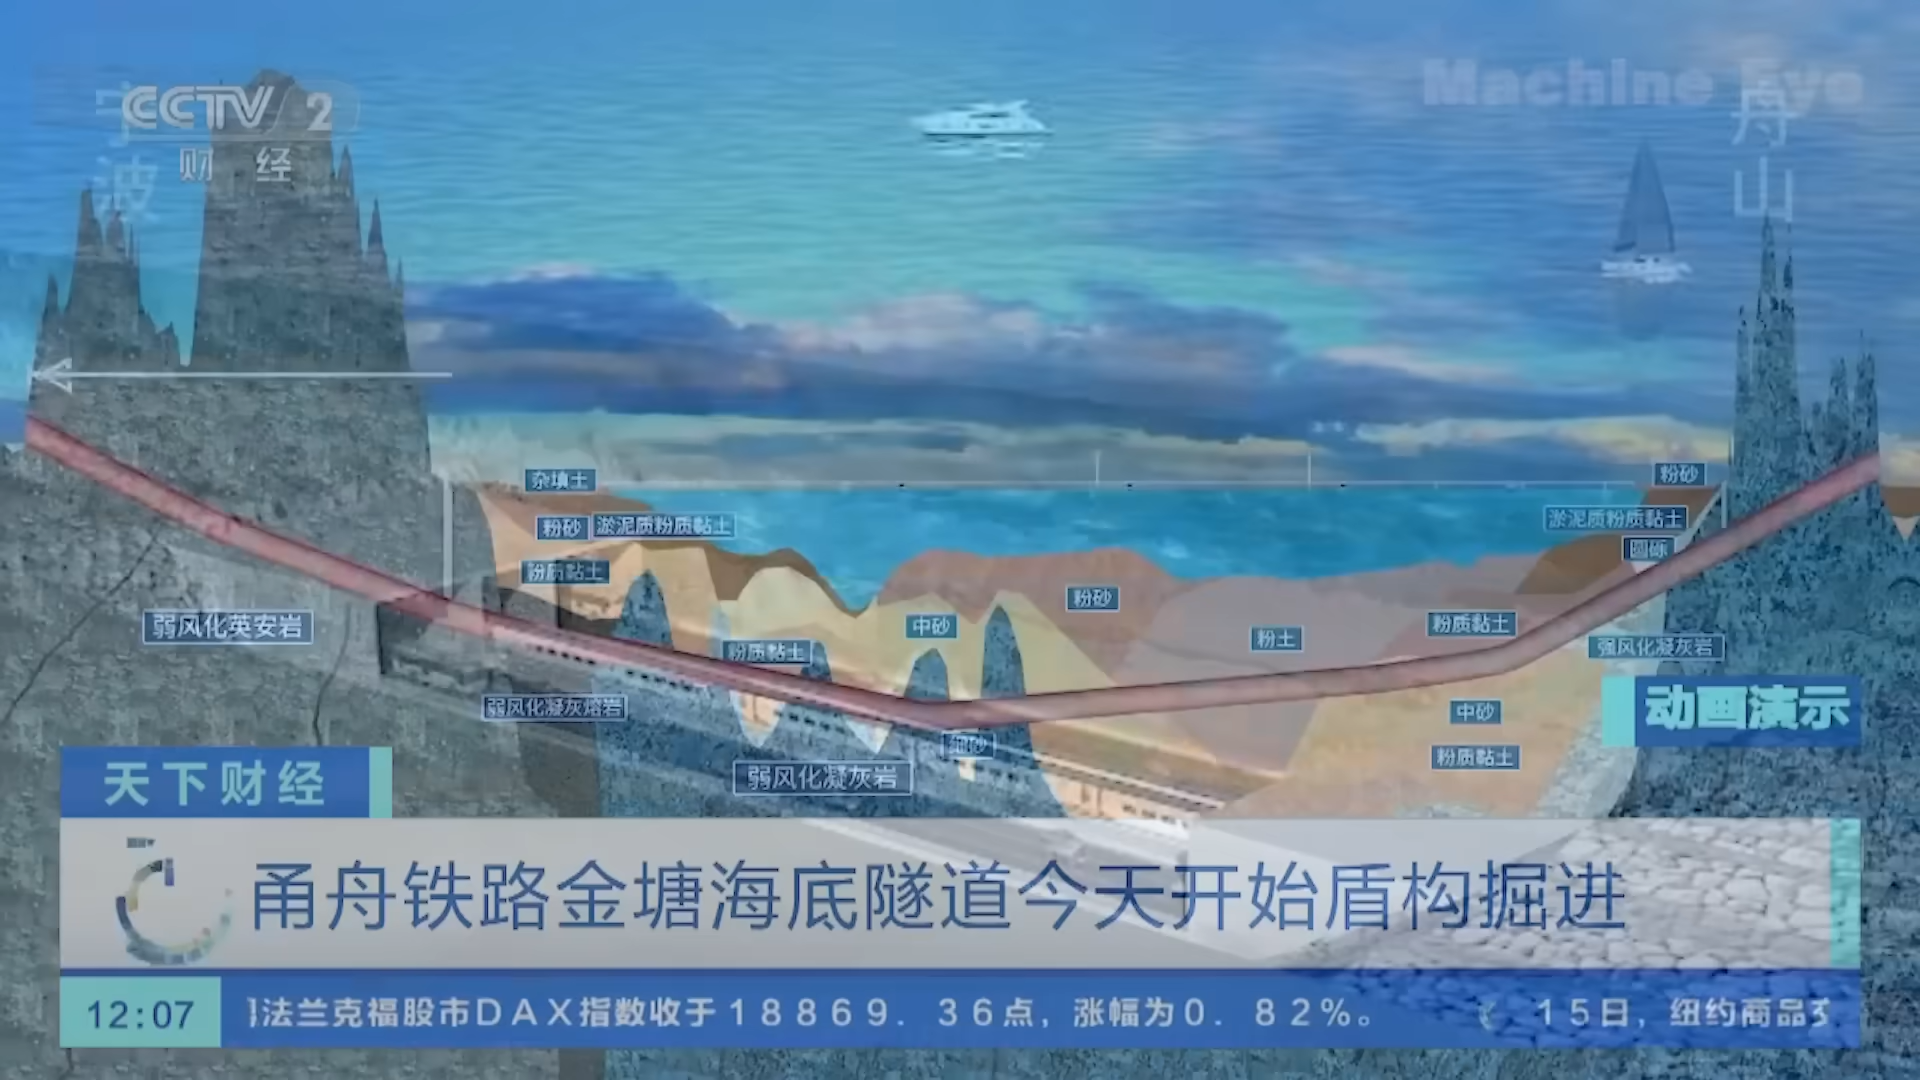 CCTV 2
财 经
宁波
Machine Eye
舟山
杂填土
粉砂
粉砂 淤泥质粉质黏土
淤泥质粉质黏土
圆砾
粉质黏土
粉砂
弱风化英安岩
中砂
粉质黏土
粉土
粉质黏土
强风化凝灰岩
弱风化凝灰熔岩
中砂
动画演示
细砂
粉质黏土
弱风化凝灰岩
天下财经
甬舟铁路金塘海底隧道今天开始盾构掘进
12:07
法兰克福股市DAX指数收于18869.36点，涨幅为0.82%。 15日，纽约商品